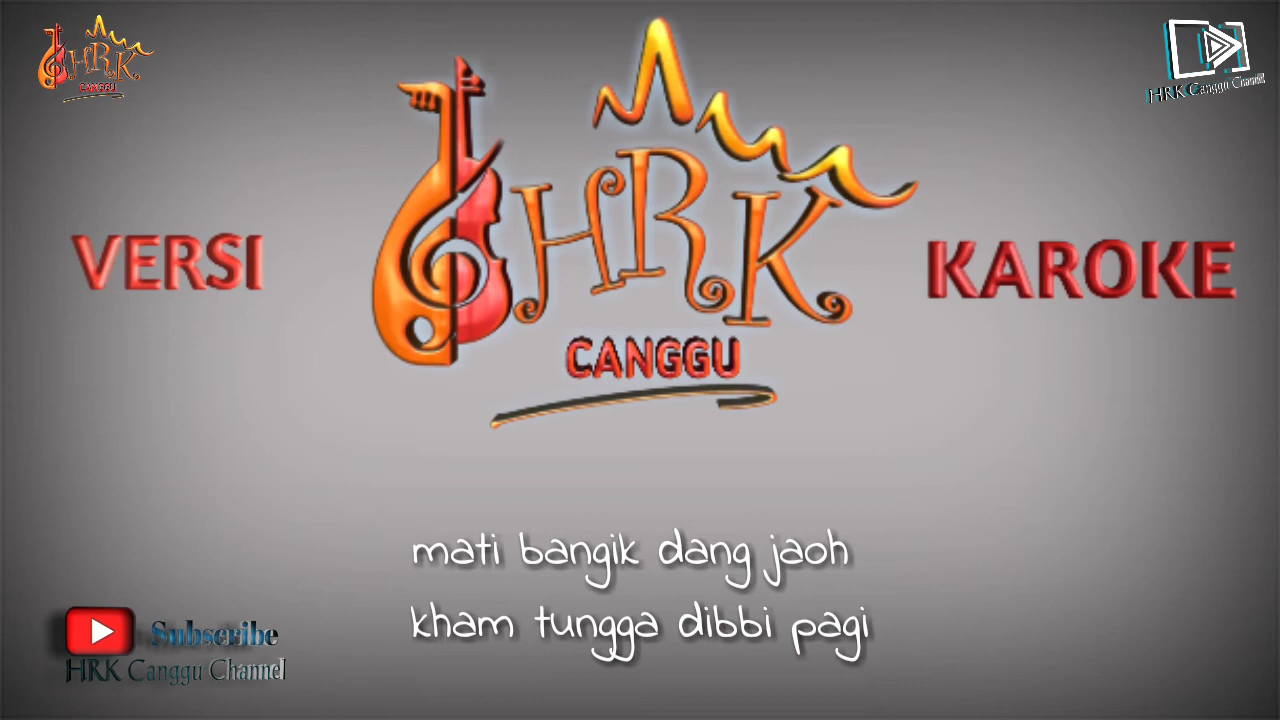 HRK
CANGGU
HRK Canggu Channel
HRK
VERSI
KAROKE
CANGGU
mati bangik dang jaoh
kham tungga dibbi pagi
Subscribe
HRK Canggu Channel